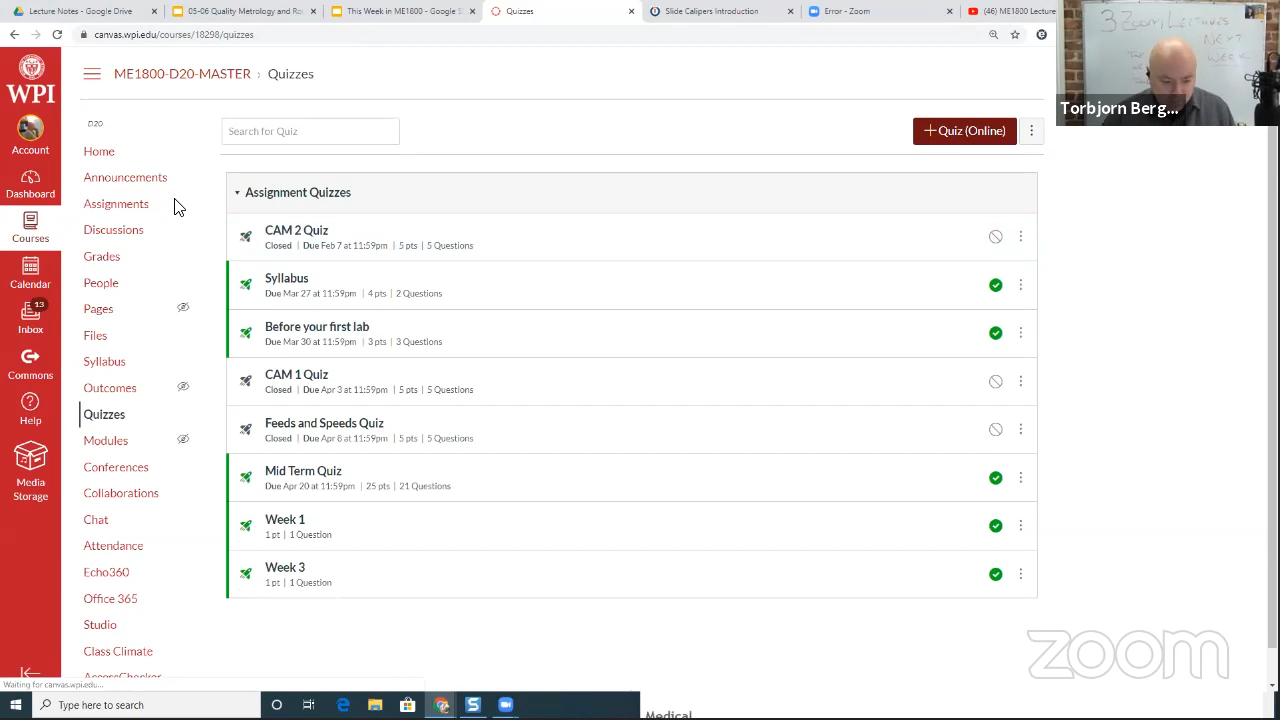 Lecture Notes - Google Drive
05-06 Quality Metrology and Re
This Week in ME1800 - Google S
Quizzes
Slide Calipers Introduction
Error - Zoom
(46) ME1800 Lectur
canvas.wpi.edu/courses/18298/quizzes
3 Zoom Lectures
NEXT
WEEK
Torbjorn Berg...
WPI
Account
Dashboard
Courses
Calendar
13
Inbox
Commons
Help
Media
Storage
ME1800-D20-MASTER › Quizzes
D20
Home
Announcements
Assignments
Discussions
Grades
People
Pages
Files
Syllabus
Outcomes
Quizzes
Modules
Conferences
Collaborations
Chat
Attendance
Echo360
Office 365
Studio
Class Climate
AccessChecker
Search for Quiz
+ Quiz (Online)
Assignment Quizzes
CAM 2 Quiz
Closed | Due Feb 7 at 11:59pm | 5 pts | 5 Questions
Syllabus
Due Mar 27 at 11:59pm | 4 pts | 2 Questions
Before your first lab
Due Mar 30 at 11:59pm | 3 pts | 3 Questions
CAM 1 Quiz
Closed | Due Apr 3 at 11:59pm | 5 pts | 5 Questions
Feeds and Speeds Quiz
Closed | Due Apr 8 at 11:59pm | 5 pts | 5 Questions
Mid Term Quiz
Due Apr 20 at 11:59pm | 25 pts | 21 Questions
Week 1
1 pt | 1 Question
Week 3
1 pt | 1 Question
zoom
Waiting for canvas.wpi.edu...
Type here to search
Medical